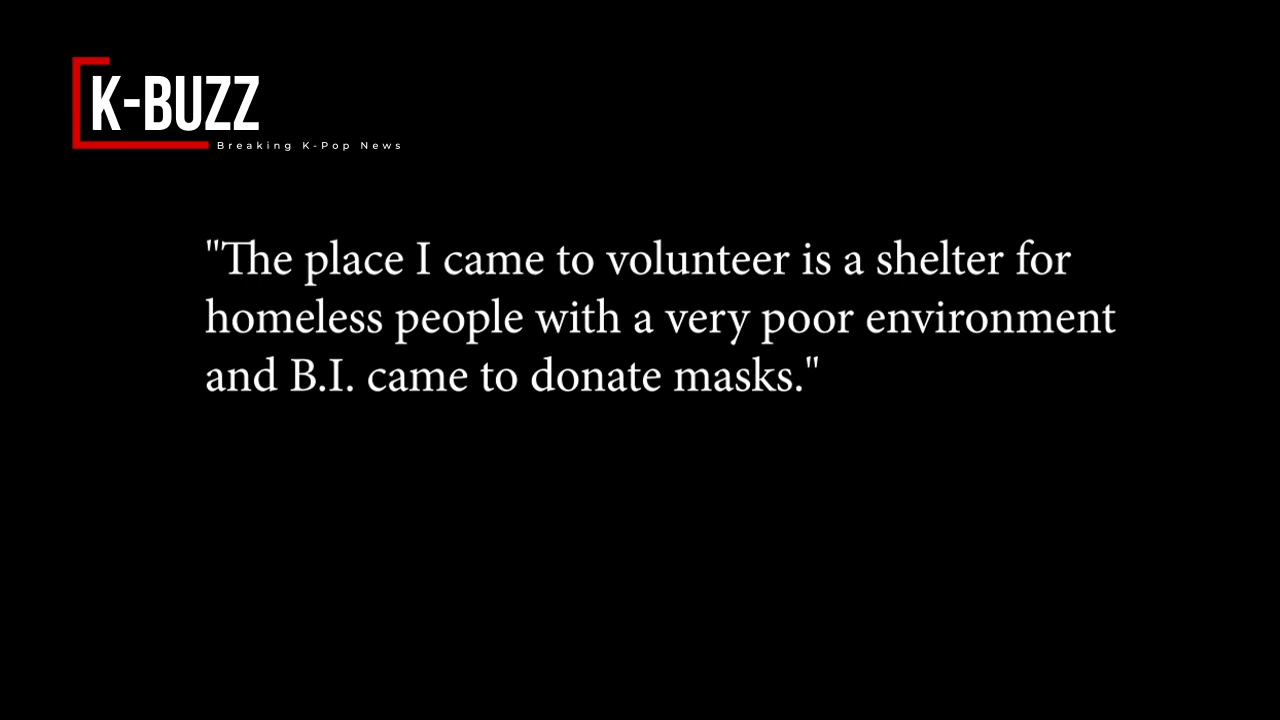 K-BUZZ
Breaking K-Pop News
"The place I came to volunteer is a shelter for
homeless people with a very poor environment
and B.I. came to donate masks."